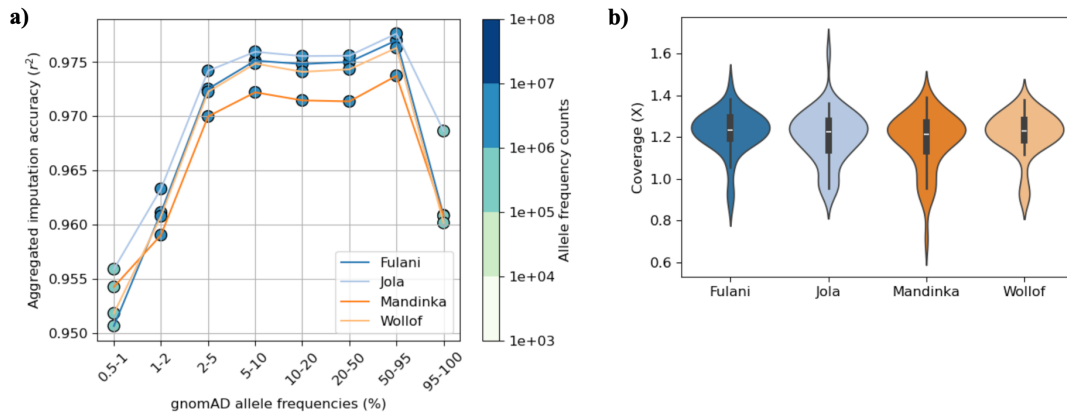 a)
Aggregated imputation accuracy (r²)
0.975
0.970
0.965
0.960
0.955
0.950
0.5-1
1-2
2-5
5-10
10-20
20-50
50-95
95-100
gnomAD allele frequencies (%)
Fulani
Jola
Mandinka
Wollof
1e+08
1e+07
1e+06
1e+05
1e+04
1e+03
Allele frequency counts
b)
Coverage (X)
1.6
1.4
1.2
1.0
0.8
0.6
Fulani
Jola
Mandinka
Wollof